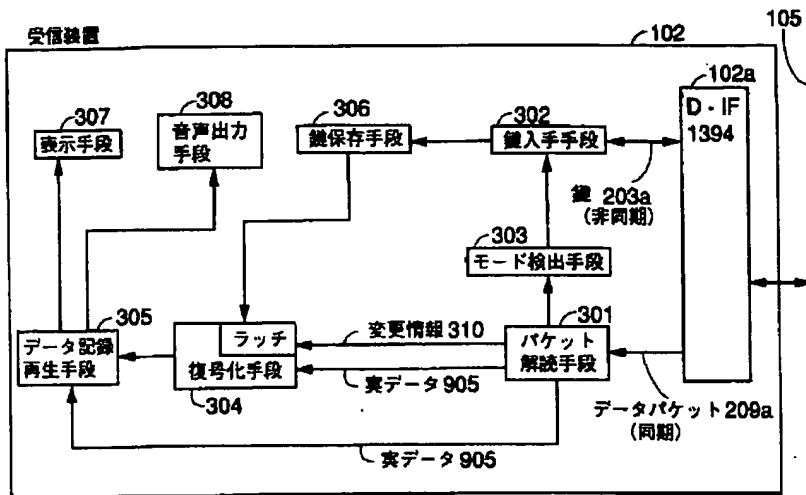 受信装置
102
105
102a
D・IF
1394
308
音声出力
手段
306
鍵保存手段
302
鍵入手手段
307
表示手段
鍵 203a
(非同期)
303
モード検出手段
305
データ記録
再生手段
ラッチ
復号化手段
304
変更情報 310
実データ 905
301
パケット
解読手段
データパケット 209a
(同期)
実データ 905